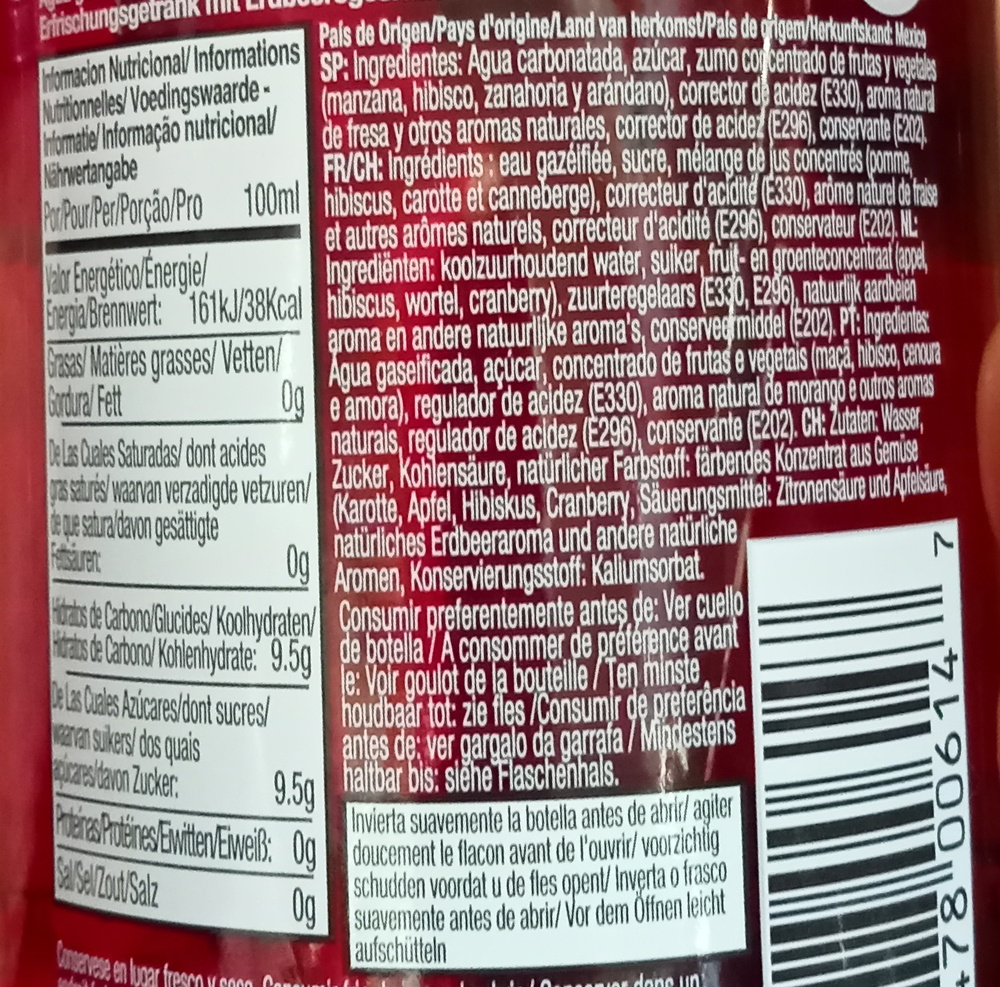 Erfrischungsgetränk mit
Informacion Nutricional/ Informations
Nutritionnelles/ Voedingswaarde -
Informatie/ Informação nutricional/
Nährwertangabe
Por/Pour/Per/Porção/Pro 100ml
Valor Energético/Énergie/
Energia/Brennwert: 161kJ/38Kcal
Grasas/ Matières grasses/ Vetten/
Gordura/ Fett 0g
De Las Cuales Saturadas/ dont acides
gras saturés/ waarvan verzadigde vetzuren/
de que satura/davon gesättigte
Fettsäuren: 0g
Hidratos de Carbono/Glucides/ Koolhydraten/
Hidratos de Carbono/ Kohlenhydrate: 9.5g
De Las Cuales Azúcares/dont sucres/
waarvan suikers/ dos quais
açúcares/davon Zucker: 9.5g
Proteínas/Protéines/Eiwitten/Eiweiß: 0g
Sal/Sel/Zout/Salz 0g
Conservese en lugar fresco y seco
País de Origen/Pays d'origine/Land van herkomst/País de origem/Herkunftskand: Mexico
SP: Ingredientes: Agua carbonatada, azúcar, zumo concentrado de frutas y vegetales
(manzana, hibisco, zanahoria y arándano), corrector de acidez (E330), aroma natural
de fresa y otros aromas naturales, corrector de acidez (E296), conservante (E202).
FR/CH: Ingrédients : eau gazéifiée, sucre, mélange de jus concentrés (pomme,
hibiscus, carotte et canneberge), correcteur d'acidité (E330), arôme naturel de fraise
et autres arômes naturels, correcteur d'acidité (E296), conservateur (E202). NL:
Ingrediënten: koolzuurhoudend water, suiker, fruit- en groenteconcentraat (appel,
hibiscus, wortel, cranberry), zuurteregelaars (E330, E296), natuurlijk aardbeien
aroma en andere natuurlijke aroma's, conserveermiddel (E202). PT: Ingredientes:
Água gaseificada, açúcar, concentrado de frutas e vegetais (maçã, hibisco, cenoura
e amora), regulador de acidez (E330), aroma natural de morango e outros aromas
naturais, regulador de acidez (E296), conservante (E202). CH: Zutaten: Wasser,
Zucker, Kohlensäure, natürlicher Farbstoff: färbendes Konzentrat aus Gemüse
(Karotte, Apfel, Hibiskus, Cranberry, Säuerungsmittel: Zitronensäure und Apfelsäure,
natürliches Erdbeeraroma und andere natürliche
Aromen, Konservierungsstoff: Kaliumsorbat.
Consumir preferentemente antes de: Ver cuello
de botella / A consommer de préférence avant
le: Voir goulot de la bouteille / Ten minste
houdbaar tot: zie fles /Consumir de preferência
antes de: ver gargalo da garrafa / Mindestens
haltbar bis: siehe Flaschenhals.
Invierta suavemente la botella antes de abrir/ agiter
doucement le flacon avant de l'ouvrir/ voorzichtig
schudden voordat u de fles opent/ Inverta o frasco
suavemente antes de abrir/ Vor dem Öffnen leicht
aufschütteln
dans un
478 00614 7